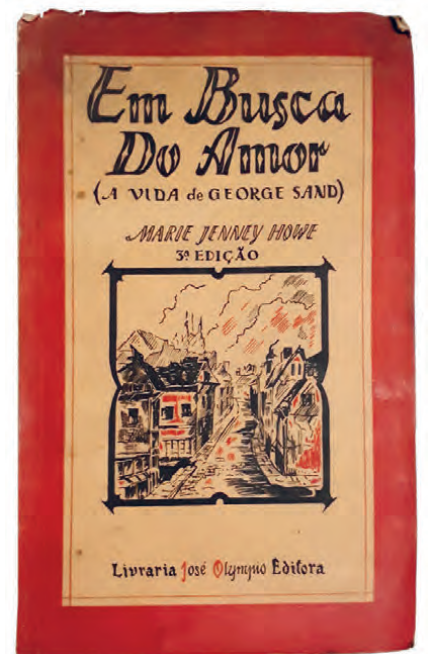 Em Busca
Do Amor
(A VIDA de GEORGE SAND)
MARIE JENNEY HOWE
3ª EDIÇÃO
Livraria José Olympio Editora